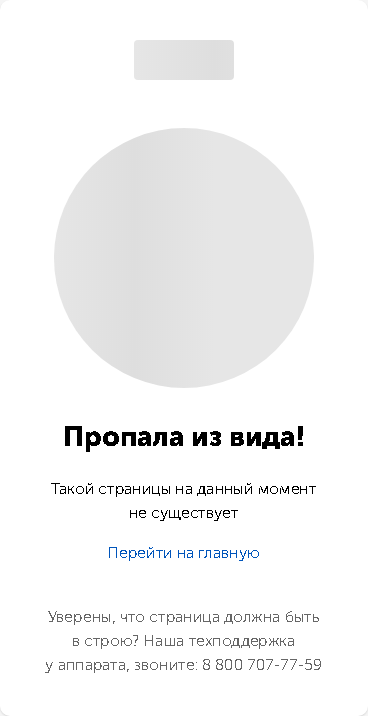 Пропала из вида!
Такой страницы на данный момент
не существует
Перейти на главную
Уверены, что страница должна быть
в строю? Наша техподдержка
у аппарата, звоните: 8 800 707-77-59